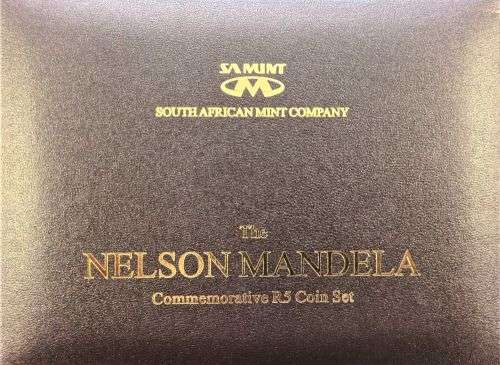 SA MINT
SOUTH AFRICAN MINT COMPANY
The
NELSON MANDELA
Commemorative R5 Coin Set